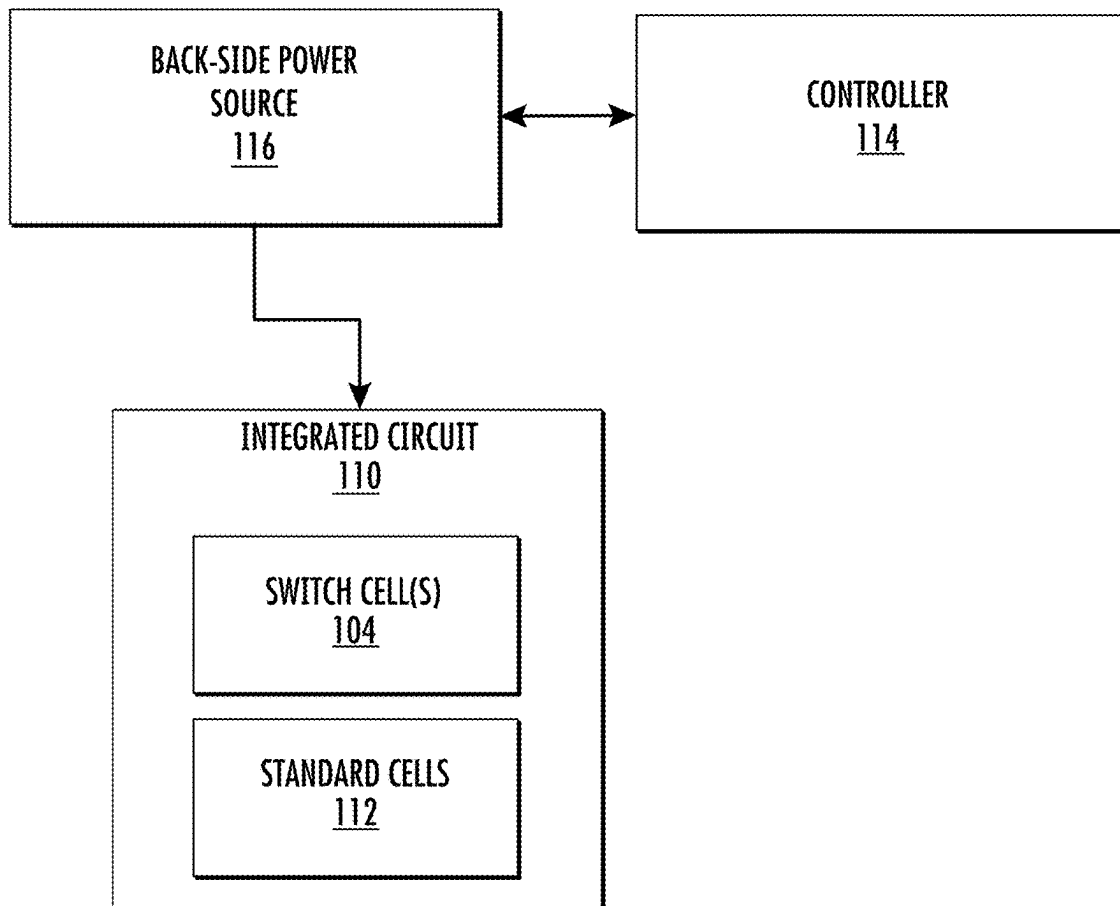 BACK-SIDE POWER
SOURCE
116
CONTROLLER
114
INTEGRATED CIRCUIT
110
SWITCH CELL(S)
104
STANDARD CELLS
112